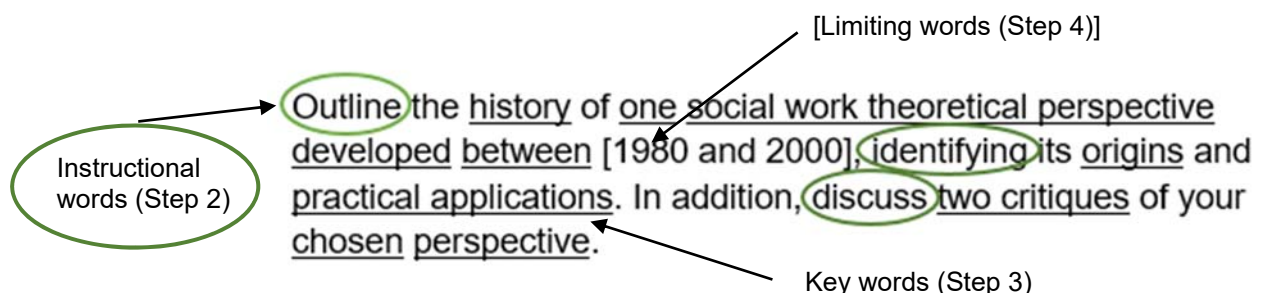 [Limiting words (Step 4)]
Outline the history of one social work theoretical perspective
developed between [1980 and 2000], identifying its origins and
practical applications. In addition, discuss two critiques of your
chosen perspective.
Instructional
words (Step 2)
Key words (Step 3)